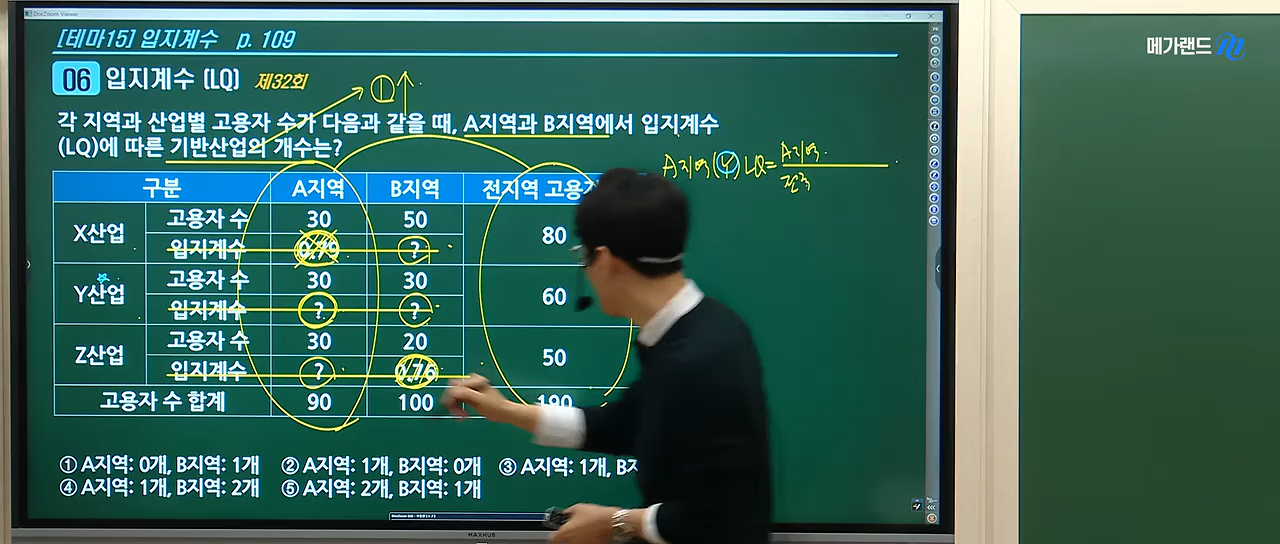 DocZoom Viewer
[테마15] 입지계수 p. 109
메가랜드
06 입지계수 (LQ) 제32회
①
각 지역과 산업별 고용자 수가 다음과 같을 때, A지역과 B지역에서 입지계수
(LQ)에 따른 기반산업의 개수는?
A지역(Y) LQ= A지역
전국
구분 A지역 B지역 전지역 고용자
X산업 고용자 수 30 50 80
입지계수 0.79 ?
Y산업 고용자 수 30 30 60
입지계수 ? ?
Z산업 고용자 수 30 20 50
입지계수 ? 0.76
고용자 수 합계 90 100 190
① A지역: 0개, B지역: 1개 ② A지역: 1개, B지역: 0개 ③ A지역: 1개, B지
④ A지역: 1개, B지역: 2개 ⑤ A지역: 2개, B지역: 1개
MAXHUB